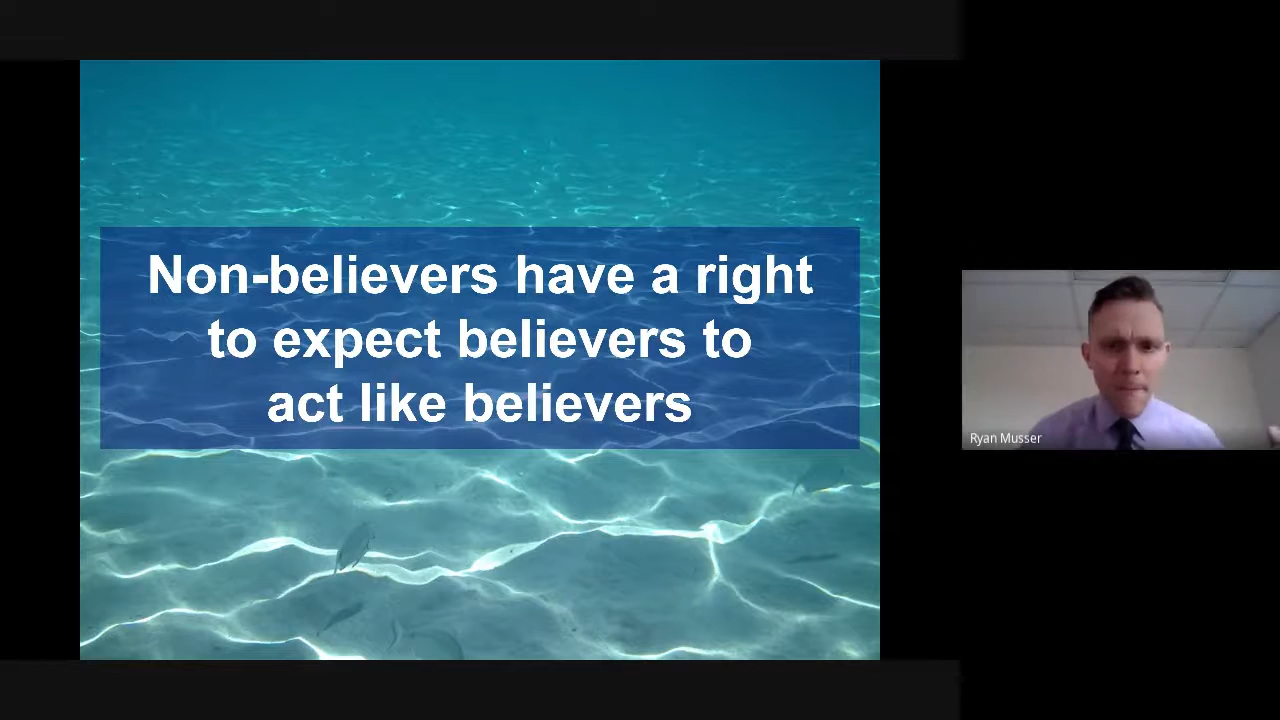 Non-believers have a right
to expect believers to
act like believers
Ryan Musser